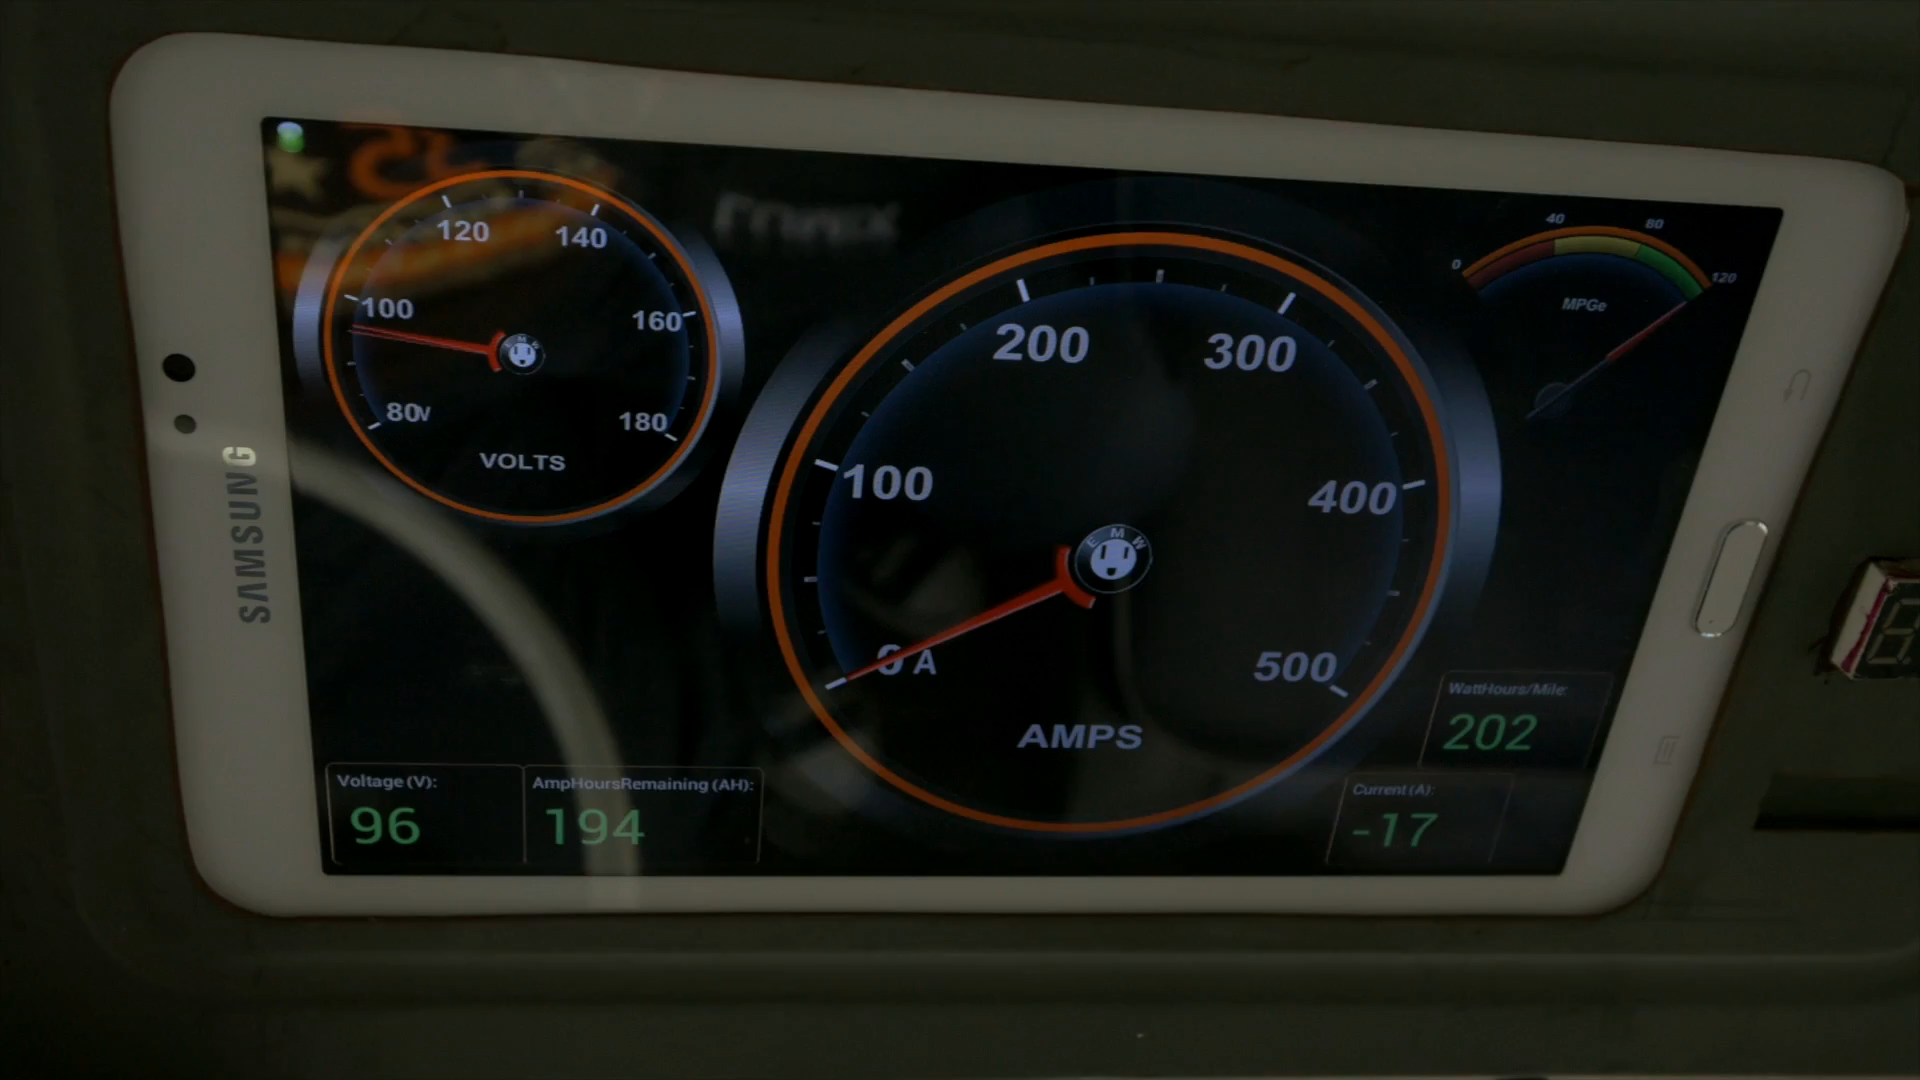 SAMSUNG
120
140
100
160
80V
180
VOLTS
200
300
100
400
0 A
500
E M W
AMPS
0
40
80
120
MPGe
WattHours/Mile:
202
Voltage (V):
96
AmpHoursRemaining (AH):
194
Current (A):
-17